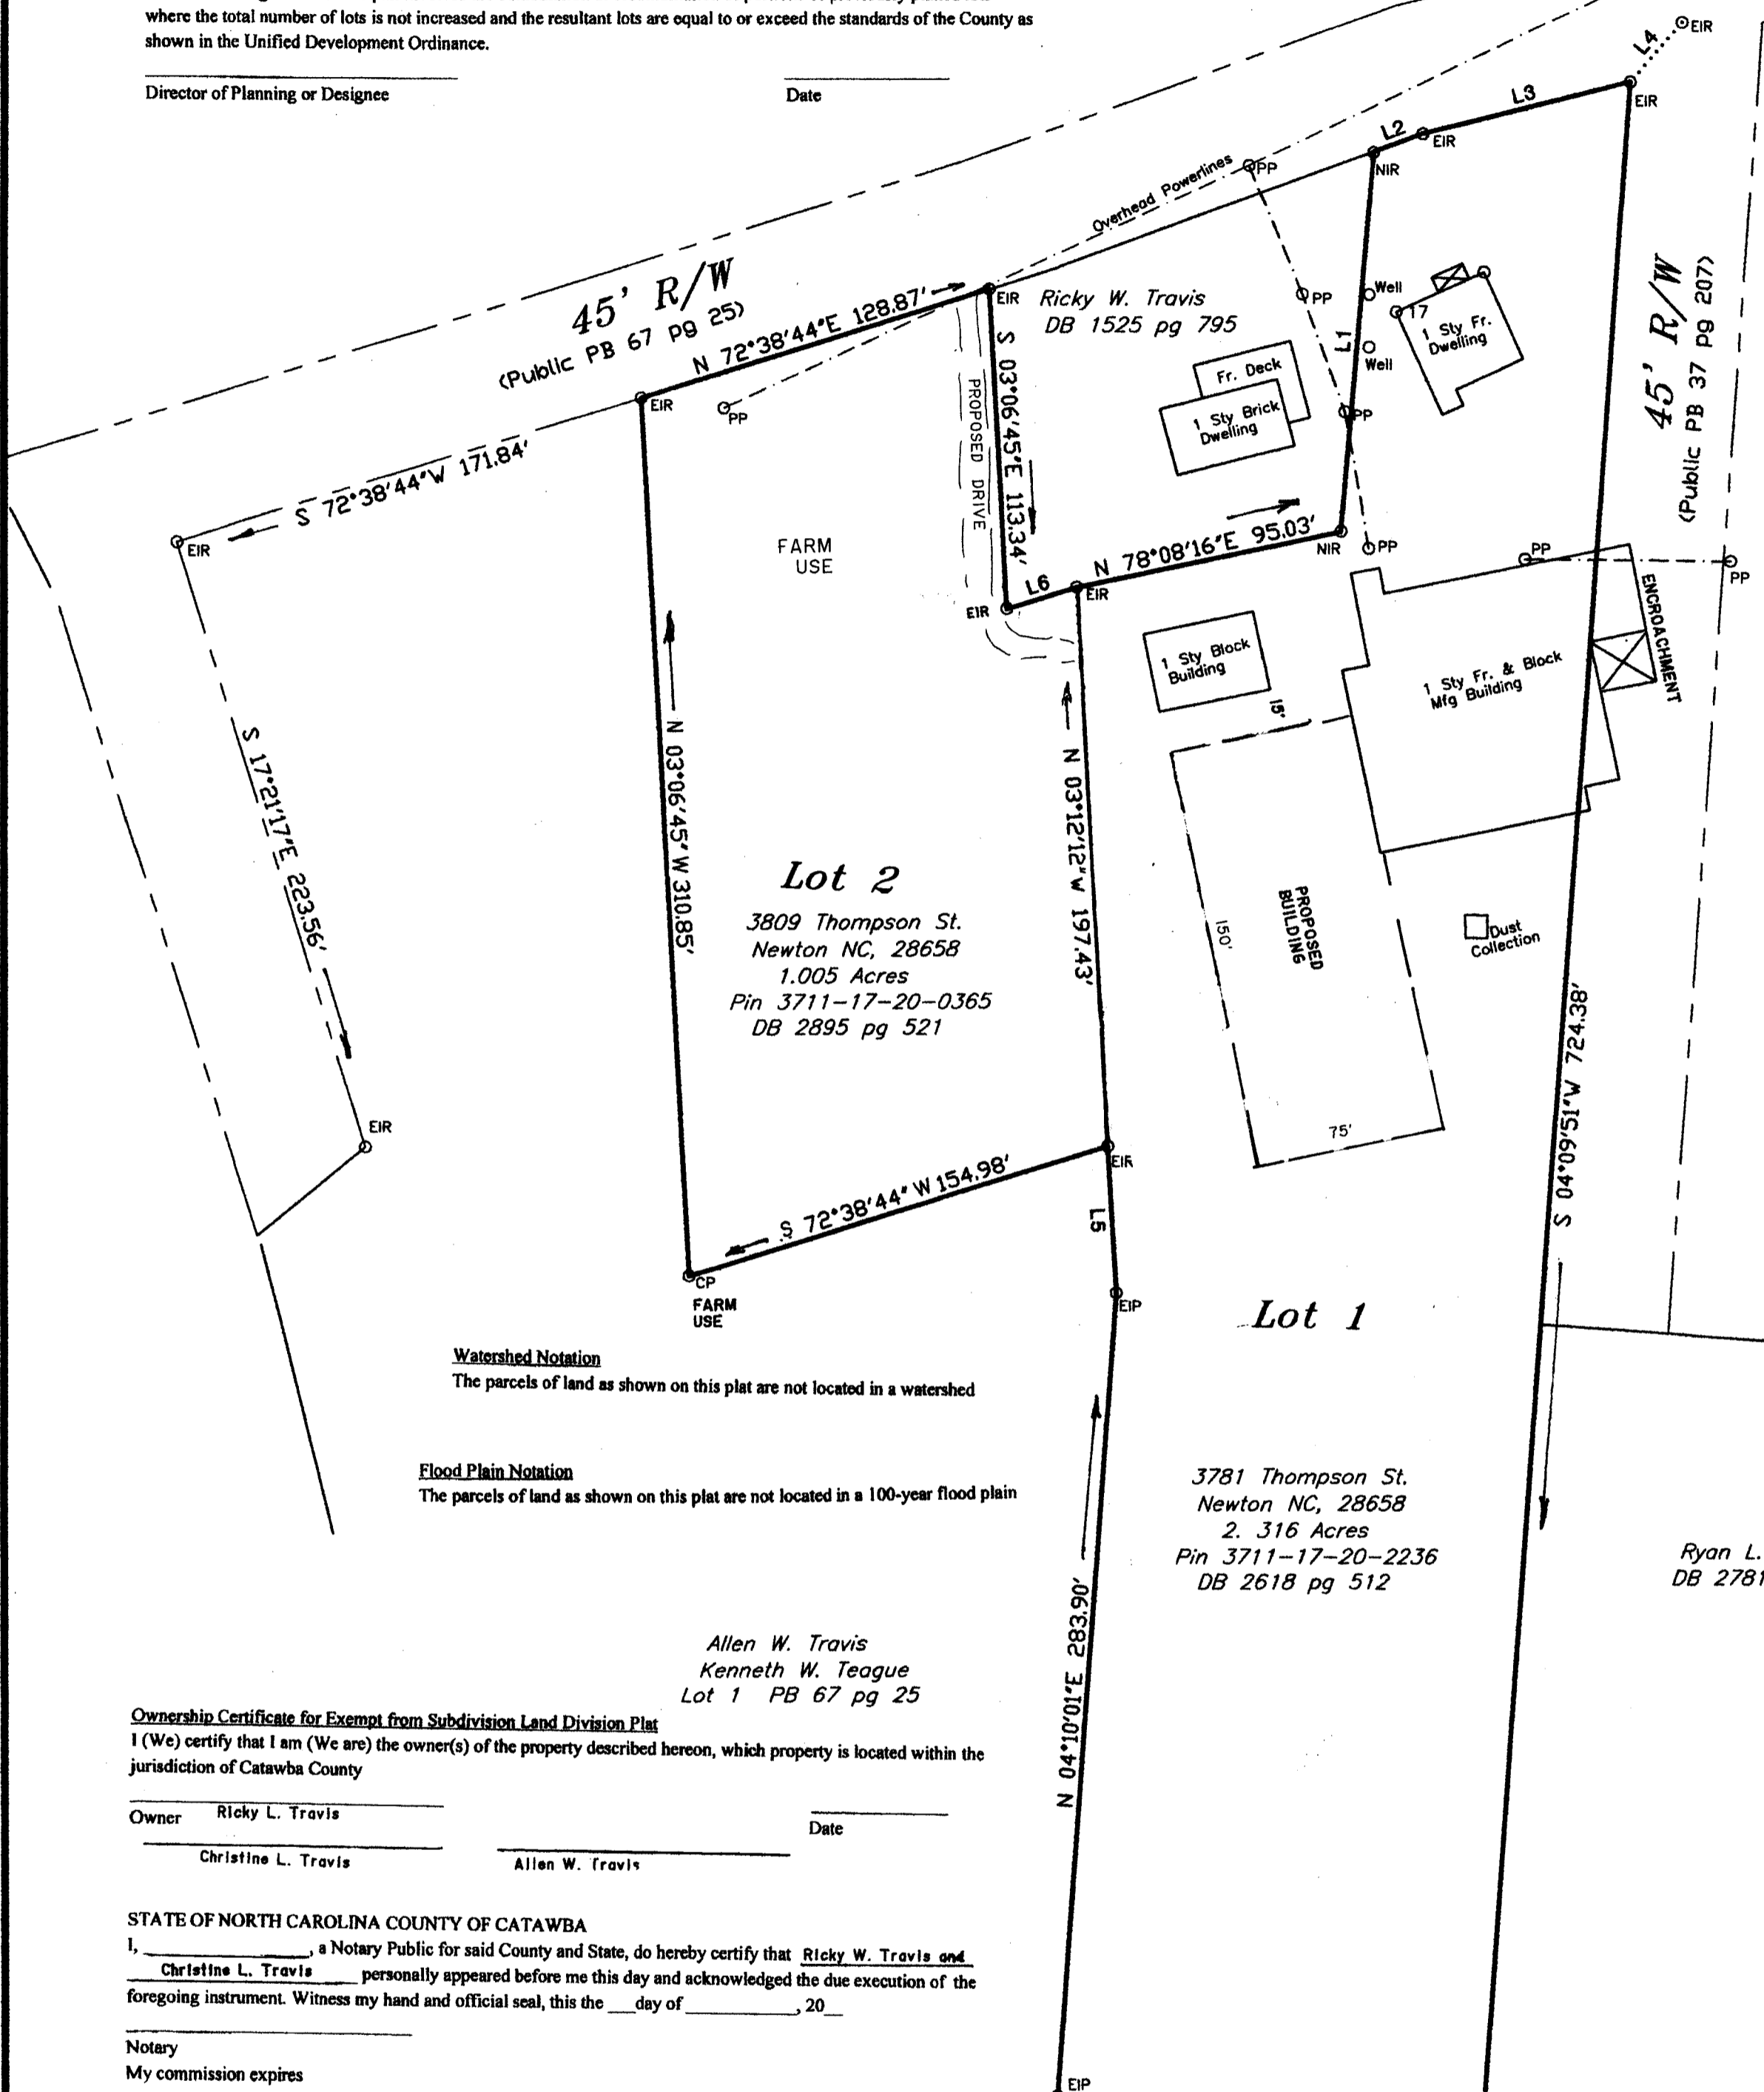 where the total number of lots is not increased and the resultant lots are equal to or exceed the standards of the County as
shown in the Unified Development Ordinance.
Director of Planning or Designee
Date
EIR
L4
EIR
L3
L2
EIR
NIR
PP
Overhead Powerlines
45' R/W
(Public PB 67 pg 25)
N 72°38'44"E 128.87'
EIR
Ricky W. Travis
DB 1525 pg 795
PP
Well
17
1 Sty Fr.
Dwelling
L1
Well
45' R/W
(Public PB 37 pg 207)
S 03°06'45"E 113.34'
PROPOSED DRIVE
Fr. Deck
1 Sty Brick
Dwelling
PP
EIR
PP
S 72°38'44"W 171.84'
EIR
FARM
USE
N 78°08'16"E 95.03'
NIR
PP
PP
PP
L6
EIR
EIR
ENCROACHMENT
1 Sty Block
Building
1 Sty Fr. & Block
Mfg Building
15'
S 17°21'17"E 223.56'
N 03°06'45"W 310.85'
N 03°12'12"W 197.43'
Lot 2
3809 Thompson St.
Newton NC, 28658
1.005 Acres
Pin 3711-17-20-0365
DB 2895 pg 521
150'
PROPOSED
BUILDING
Dust
Collection
S 04°09'51"W 724.38'
75'
EIR
EIR
S 72°38'44"W 154.98'
L5
CP
FARM
USE
EIP
Lot 1
Watershed Notation
The parcels of land as shown on this plat are not located in a watershed
Flood Plain Notation
The parcels of land as shown on this plat are not located in a 100-year flood plain
3781 Thompson St.
Newton NC, 28658
2. 316 Acres
Pin 3711-17-20-2236
DB 2618 pg 512
Ryan L.
DB 2781
N 04°10'01"E 283.90'
Allen W. Travis
Kenneth W. Teague
Lot 1 PB 67 pg 25
Ownership Certificate for Exempt from Subdivision Land Division Plat
I (We) certify that I am (We are) the owner(s) of the property described hereon, which property is located within the
jurisdiction of Catawba County
Owner Ricky L. Travis
Date
Christine L. Travis
Allen W. Travis
STATE OF NORTH CAROLINA COUNTY OF CATAWBA
I, ____________, a Notary Public for said County and State, do hereby certify that Ricky W. Travis and
Christine L. Travis personally appeared before me this day and acknowledged the due execution of the
foregoing instrument. Witness my hand and official seal, this the ___day of __________, 20__
Notary
My commission expires
EIP